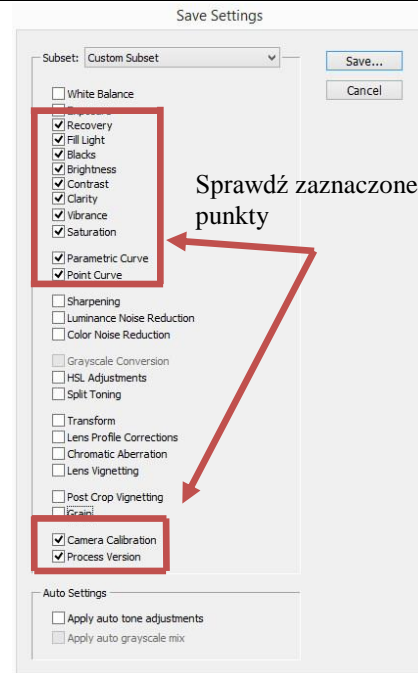 Save Settings
Subset: Custom Subset
Save...
Cancel
White Balance
Exposure
Recovery
Fill Light
Blacks
Brightness
Contrast
Clarity
Vibrance
Saturation
Sprawdź zaznaczone
punkty
Parametric Curve
Point Curve
Sharpening
Luminance Noise Reduction
Color Noise Reduction
Grayscale Conversion
HSL Adjustments
Split Toning
Transform
Lens Profile Corrections
Chromatic Aberration
Lens Vignetting
Post Crop Vignetting
Grain
Camera Calibration
Process Version
Auto Settings
Apply auto tone adjustments
Apply auto grayscale mix